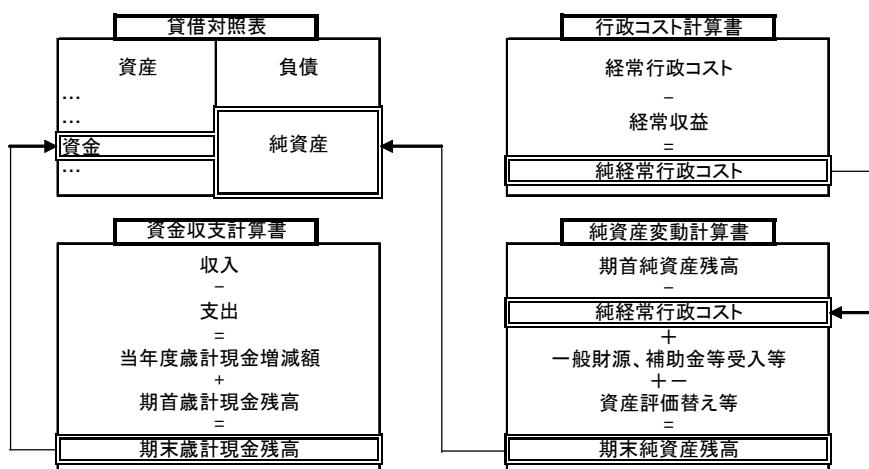 貸借対照表
資産
負債
…
…
資金
純資産
…
行政コスト計算書
経常行政コスト
−
経常収益
=
純経常行政コスト
資金収支計算書
収入
−
支出
=
当年度歳計現金増減額
+
期首歳計現金残高
=
期末歳計現金残高
純資産変動計算書
期首純資産残高
−
純経常行政コスト
＋
一般財源、補助金等受入等
＋−
資産評価替え等
=
期末純資産残高